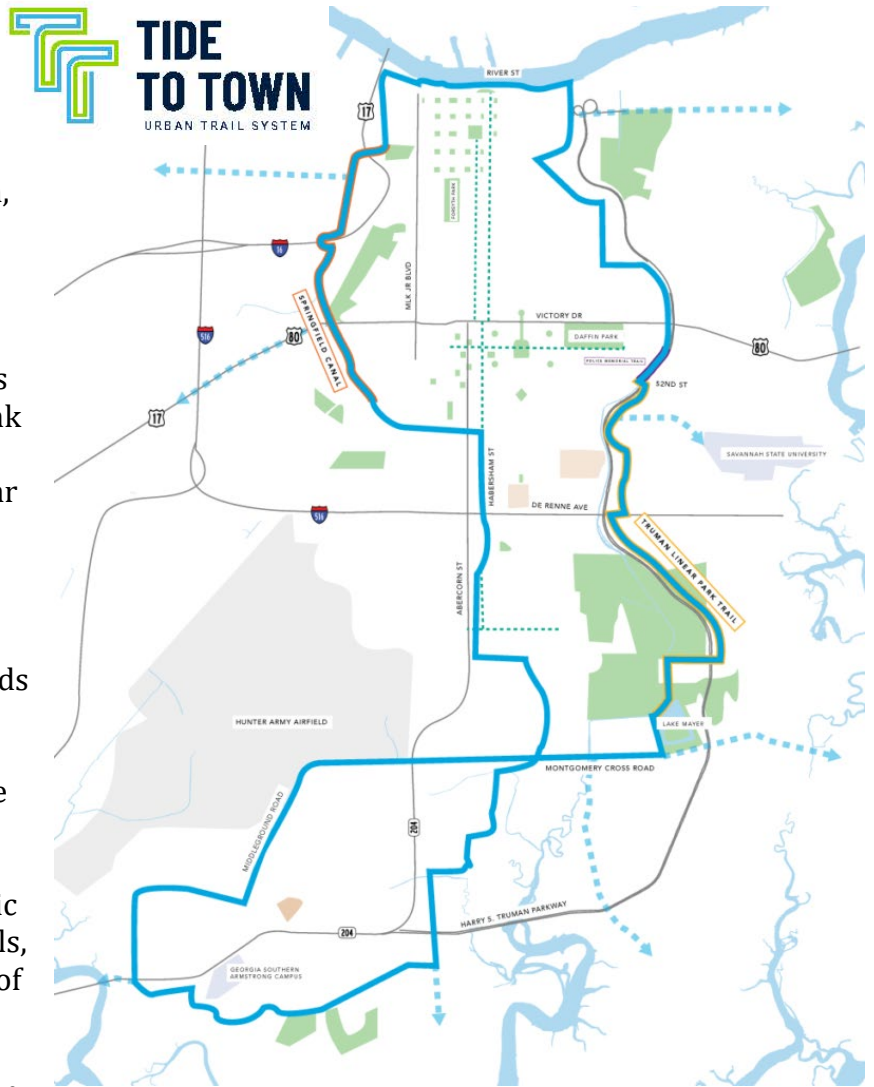 TIDE
TO TOWN
URBAN TRAIL SYSTEM
RIVER ST
17
FORSYTH PARK
MLK JR BLVD
16
SPRINGFIELD CANAL
VICTORY DR
516
80
DAFFIN PARK
80
POLICE MEMORIAL TRAIL
52ND ST
17
SAVANNAH STATE UNIVERSITY
HABERSHAM ST
DE RENNE AVE
516
TRUMAN LINEAR PARK TRAIL
ABERCORN ST
HUNTER ARMY AIRFIELD
LAKE MAYER
MONTGOMERY CROSS ROAD
MIDDLEGROUND ROAD
204
HARRY S. TRUMAN PARKWAY
204
GEORGIA SOUTHERN
ARMSTRONG CAMPUS
of